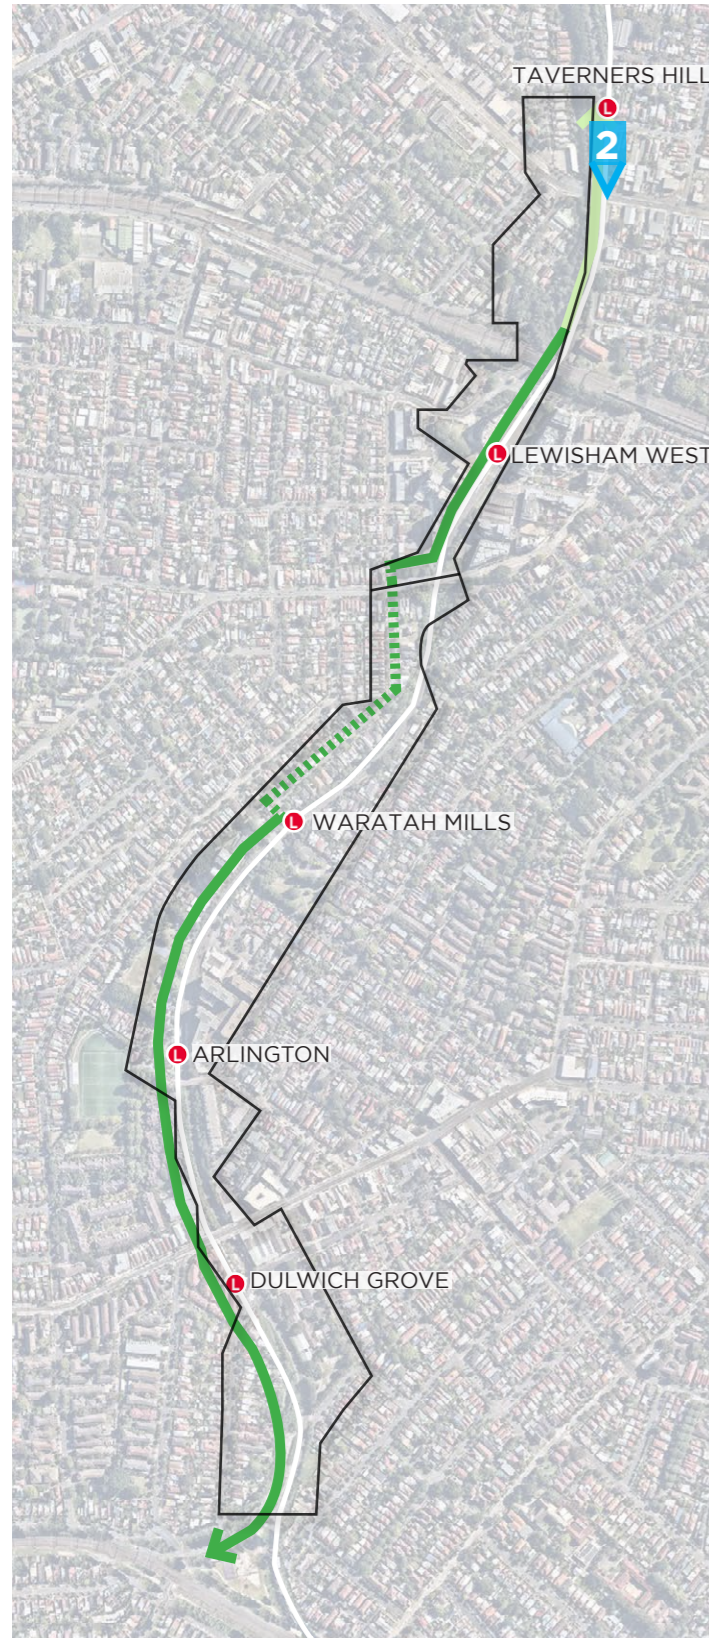 TAVERNERS HILL
L
2
L LEWISHAM WEST
L WARATAH MILLS
L ARLINGTON
L DULWICH GROVE